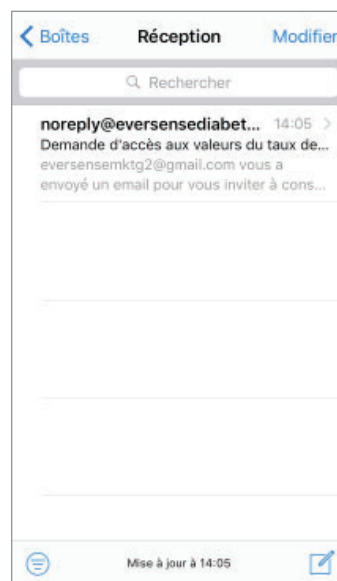 Boîtes Réception Modifier
Rechercher
noreply@eversensediabet... 14:05
Demande d'accès aux valeurs du taux de...
eversensemktg2@gmail.com vous a
envoyé un email pour vous inviter à cons...
Mise à jour à 14:05